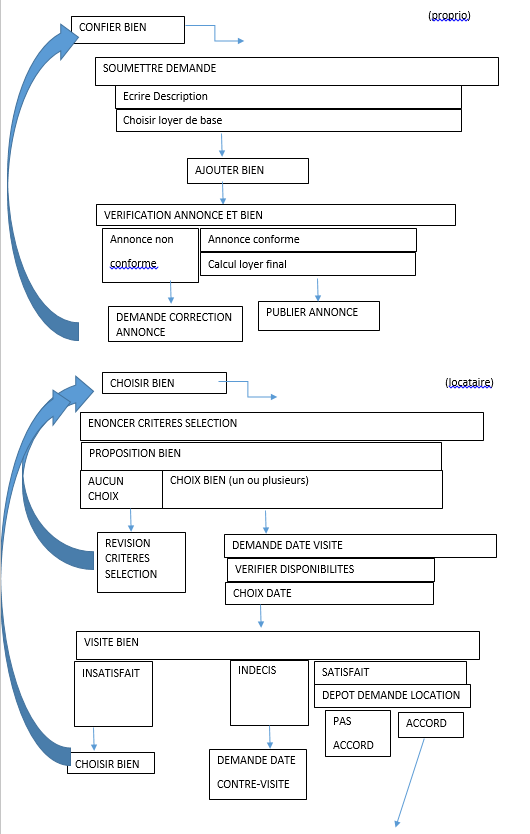 CONFIER BIEN
(proprio)
SOUMETTRE DEMANDE
Ecrire Description
Choisir loyer de base
AJOUTER BIEN
VERIFICATION ANNONCE ET BIEN
Annonce non
conforme
Annonce conforme
Calcul loyer final
DEMANDE CORRECTION
ANNONCE
PUBLIER ANNONCE
CHOISIR BIEN
(locataire)
ENONCER CRITERES SELECTION
PROPOSITION BIEN
AUCUN
CHOIX
CHOIX BIEN (un ou plusieurs)
REVISION
CRITERES
SELECTION
DEMANDE DATE VISITE
VERIFIER DISPONIBILITES
CHOIX DATE
VISITE BIEN
INSATISFAIT
INDECIS
SATISFAIT
DEPOT DEMANDE LOCATION
PAS
ACCORD
ACCORD
CHOISIR BIEN
DEMANDE DATE
CONTRE-VISITE